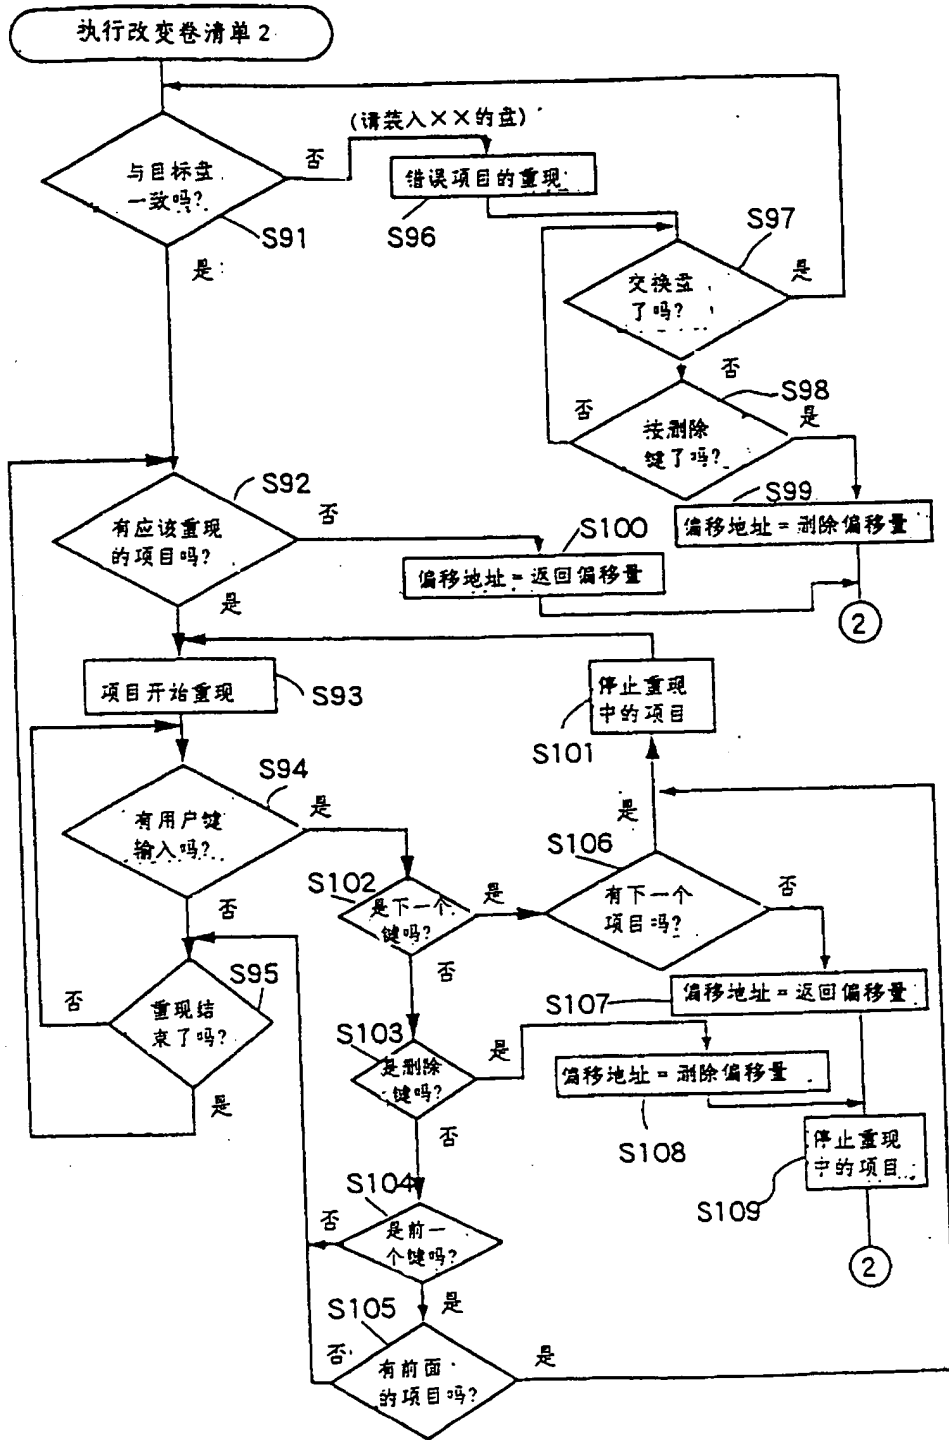 执行改变卷清单2
(请装入××的盘)
与目标盘
一致吗?
否
错误项目的重现
S91
S96
S97
是
交换盘
了吗?
是
否
S98
否
按删除
键了吗?
是
S92
S99
有应该重现
的项目吗?
否
S100
偏移地址=删除偏移量
偏移地址=返回偏移量
是
2
项目开始重现
S93
停止重现
中的项目
S101
S94
有用户键
输入吗?
是
是
S106
S102
是下一个
键吗?
是
有下一个
项目吗?
否
否
S95
否
否
重现结
束了吗?
S107
偏移地址=返回偏移量
S103
是删除
键吗?
是
偏移地址=删除偏移量
是
否
S108
停止重现
中的项目
S104
S109
否
是前一
个键吗?
2
S105
是
否
有前面
的项目吗?
是